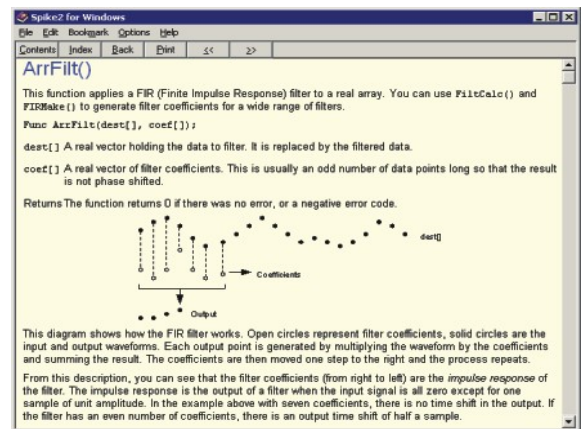 Spike2 for Windows
File Edit Bookmark Options Help
Contents Index Back Print << >>
ArrFilt()
This function applies a FIR (Finite Impulse Response) filter to a real array. You can use FiltCalc() and
FIRMake() to generate filter coefficients for a wide range of filters.
Func ArrFilt(dest[], coef[]);
dest[] A real vector holding the data to filter. It is replaced by the filtered data.
coef[] A real vector of filter coefficients. This is usually an odd number of data points long so that the result
is not phase shifted.
Returns The function returns 0 if there was no error, or a negative error code.
dest[]
Coefficients
Output
This diagram shows how the FIR filter works. Open circles represent filter coefficients, solid circles are the
input and output waveforms. Each output point is generated by multiplying the waveform by the coefficients
and summing the result. The coefficients are then moved one step to the right and the process repeats.
From this description, you can see that the filter coefficients (from right to left) are the impulse response of
the filter. The impulse response is the output of a filter when the input signal is all zero except for one
sample of unit amplitude. In the example above with seven coefficients, there is no time shift in the output. If
the filter has an even number of coefficients, there is an output time shift of half a sample.